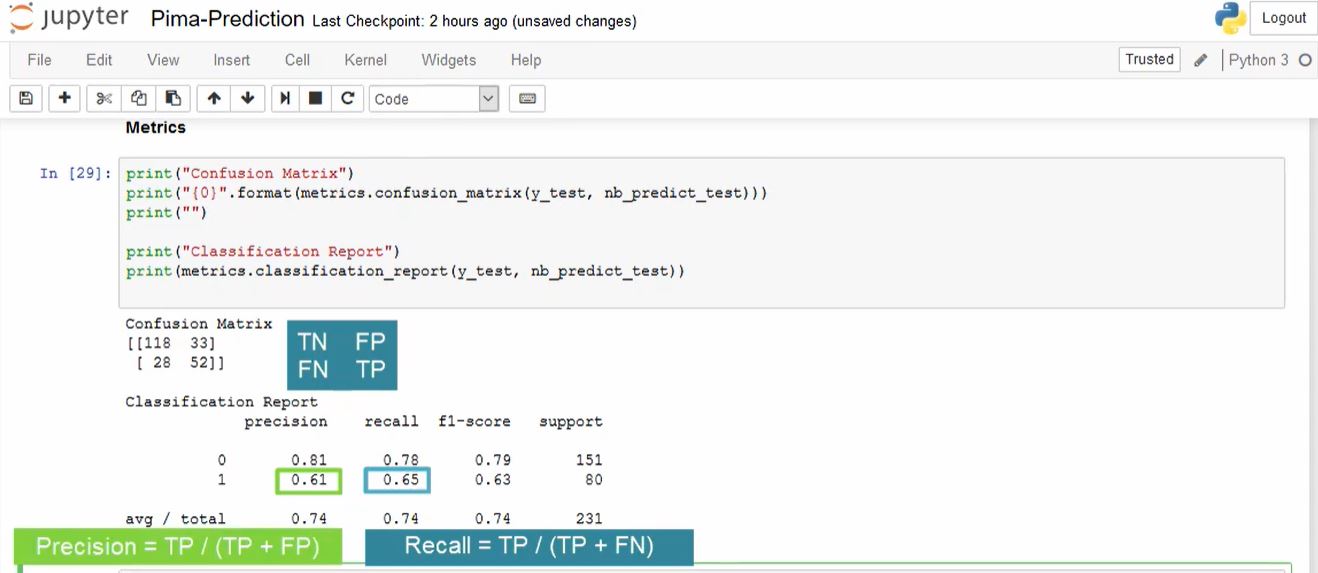 jupyter Pima-Prediction Last Checkpoint: 2 hours ago (unsaved changes) Logout
File Edit View Insert Cell Kernel Widgets Help Trusted Python 3
Code
Metrics
In [29]: print("Confusion Matrix")
print("{0}".format(metrics.confusion_matrix(y_test, nb_predict_test)))
print("")
print("Classification Report")
print(metrics.classification_report(y_test, nb_predict_test))
Confusion Matrix
[[118 33]
[ 28 52]]
TN FP
FN TP
Classification Report
precision recall f1-score support
0 0.81 0.78 0.79 151
1 0.61 0.65 0.63 80
avg / total 0.74 0.74 0.74 231
Precision = TP / (TP + FP) Recall = TP / (TP + FN)